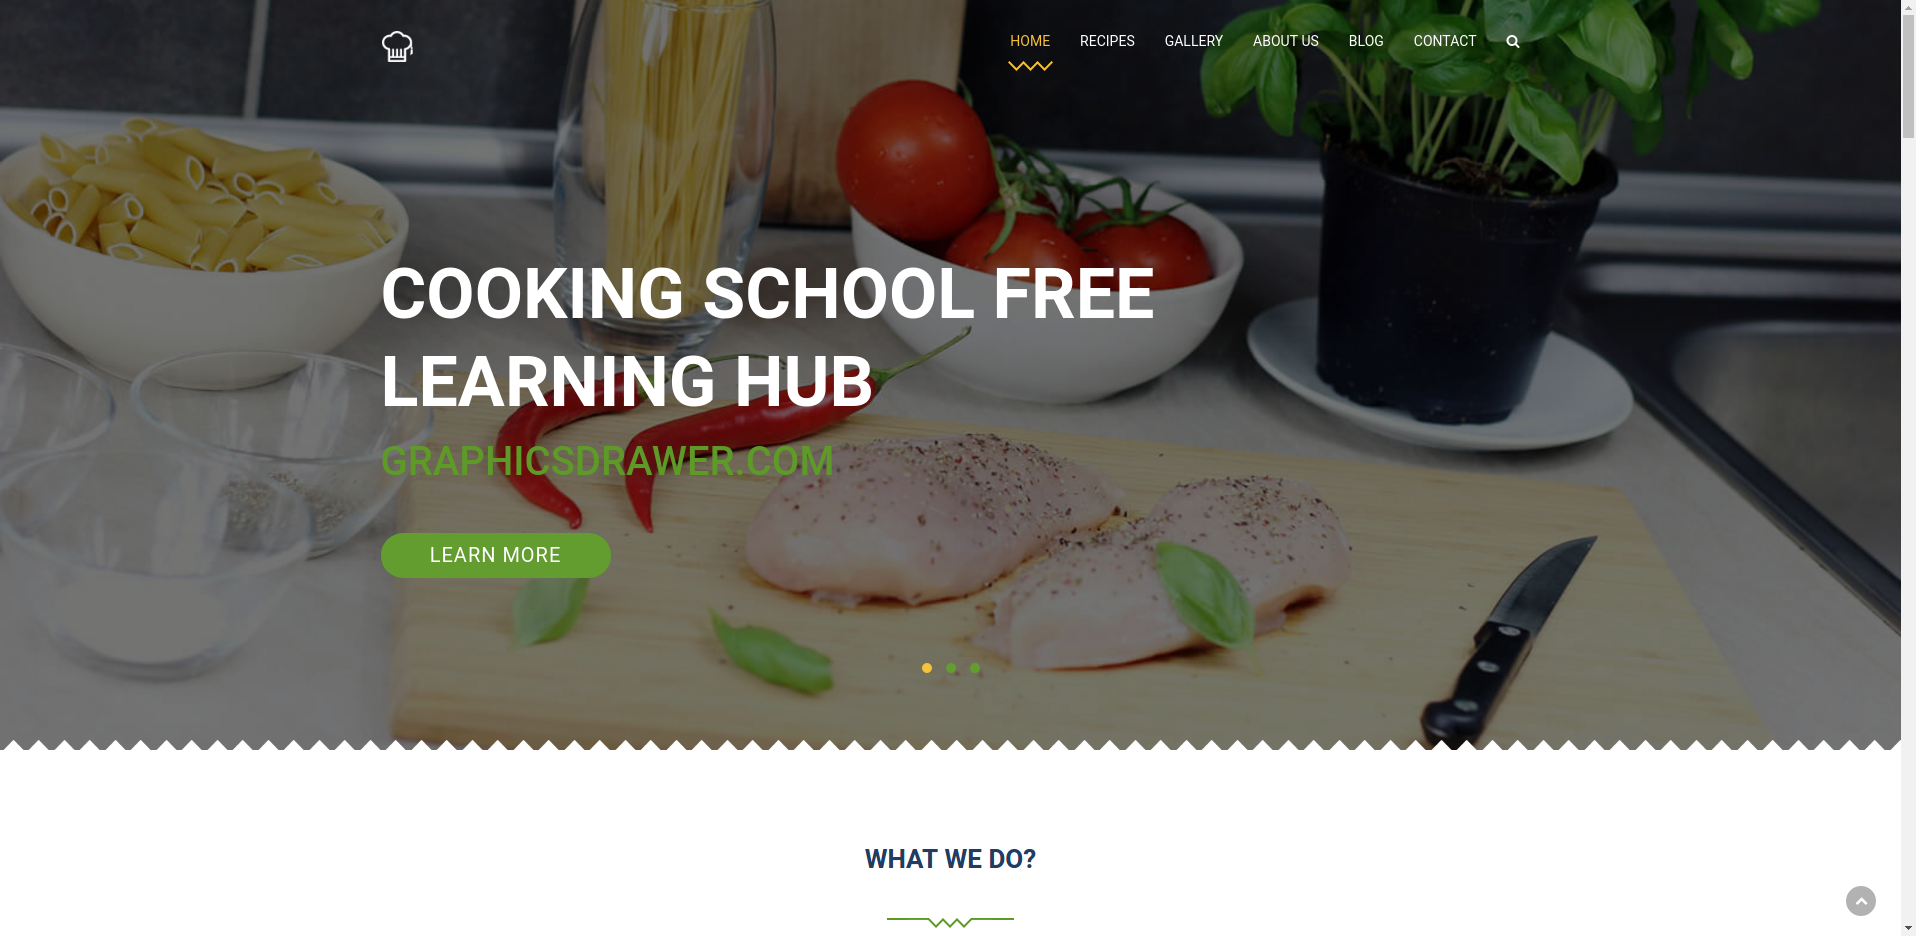 HOME RECIPES GALLERY ABOUT US BLOG CONTACT
COOKING SCHOOL FREE
LEARNING HUB
GRAPHICSDRAWER.COM
LEARN MORE
WHAT WE DO?